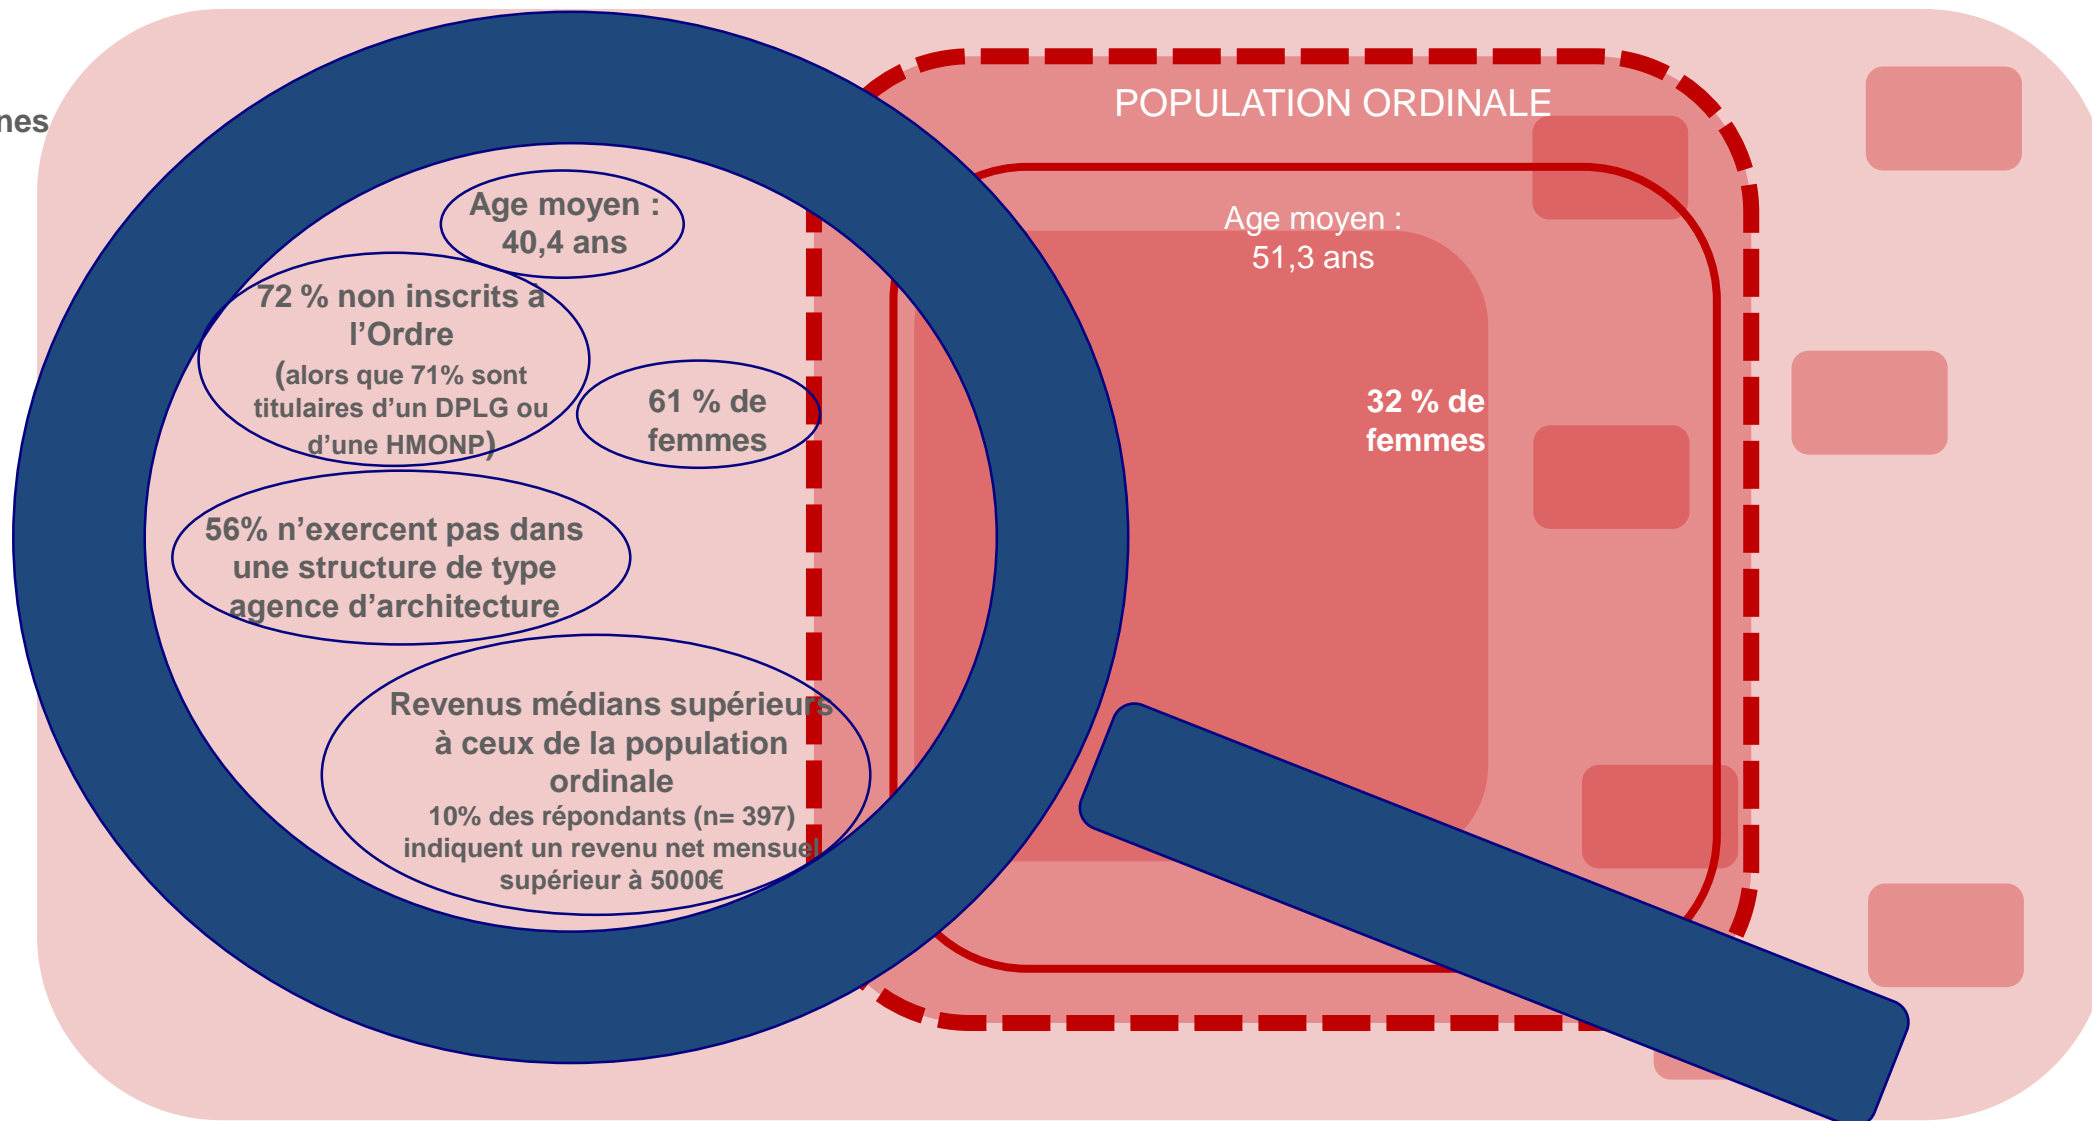 POPULATION ORDINALE
Age moyen :
40,4 ans
72 % non inscrits à
l’Ordre
(alors que 71% sont
titulaires d’un DPLG ou
d’une HMONP)
61 % de
femmes
56% n’exercent pas dans
une structure de type
agence d’architecture
Revenus médians supérieurs
à ceux de la population
ordinale
10% des répondants (n= 397)
indiquent un revenu net mensuel
supérieur à 5000€
Age moyen :
51,3 ans
32 % de
femmes